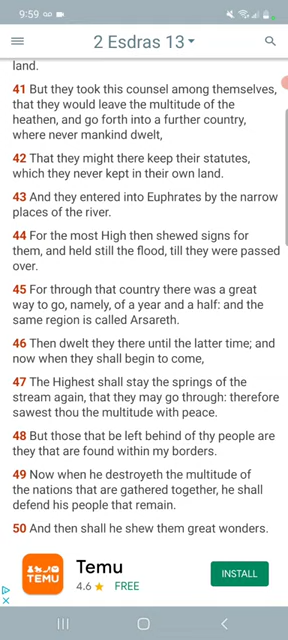 9:59
2 Esdras 13
land.
41 But they took this counsel among themselves,
that they would leave the multitude of the
heathen, and go forth into a further country,
where never mankind dwelt,
42 That they might there keep their statutes,
which they never kept in their own land.
43 And they entered into Euphrates by the narrow
places of the river.
44 For the most High then shewed signs for
them, and held still the flood, till they were passed
over.
45 For through that country there was a great
way to go, namely, of a year and a half: and the
same region is called Arsareth.
46 Then dwelt they there until the latter time; and
now when they shall begin to come,
47 The Highest shall stay the springs of the
stream again, that they may go through: therefore
sawest thou the multitude with peace.
48 But those that be left behind of thy people are
they that are found within my borders.
49 Now when he destroyeth the multitude of
the nations that are gathered together, he shall
defend his people that remain.
50 And then shall he shew them great wonders.
TEMU
Temu
4.6 ★ FREE
INSTALL